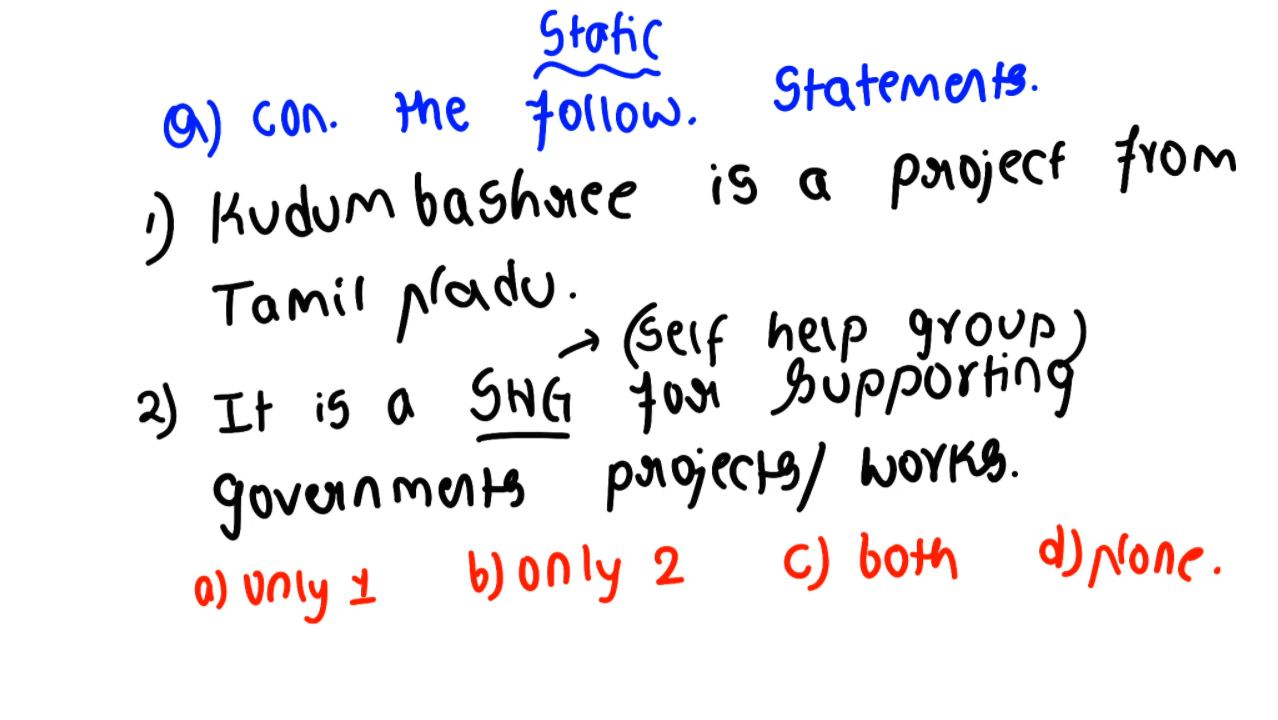 Static
Q) con. the follow. statements.
1) Kudumbashree is a project from
Tamil Nadu.
→ (self help group)
2) It is a SHG for supporting
governments projects/works.
a) only 1 b) only 2 c) both d) None.